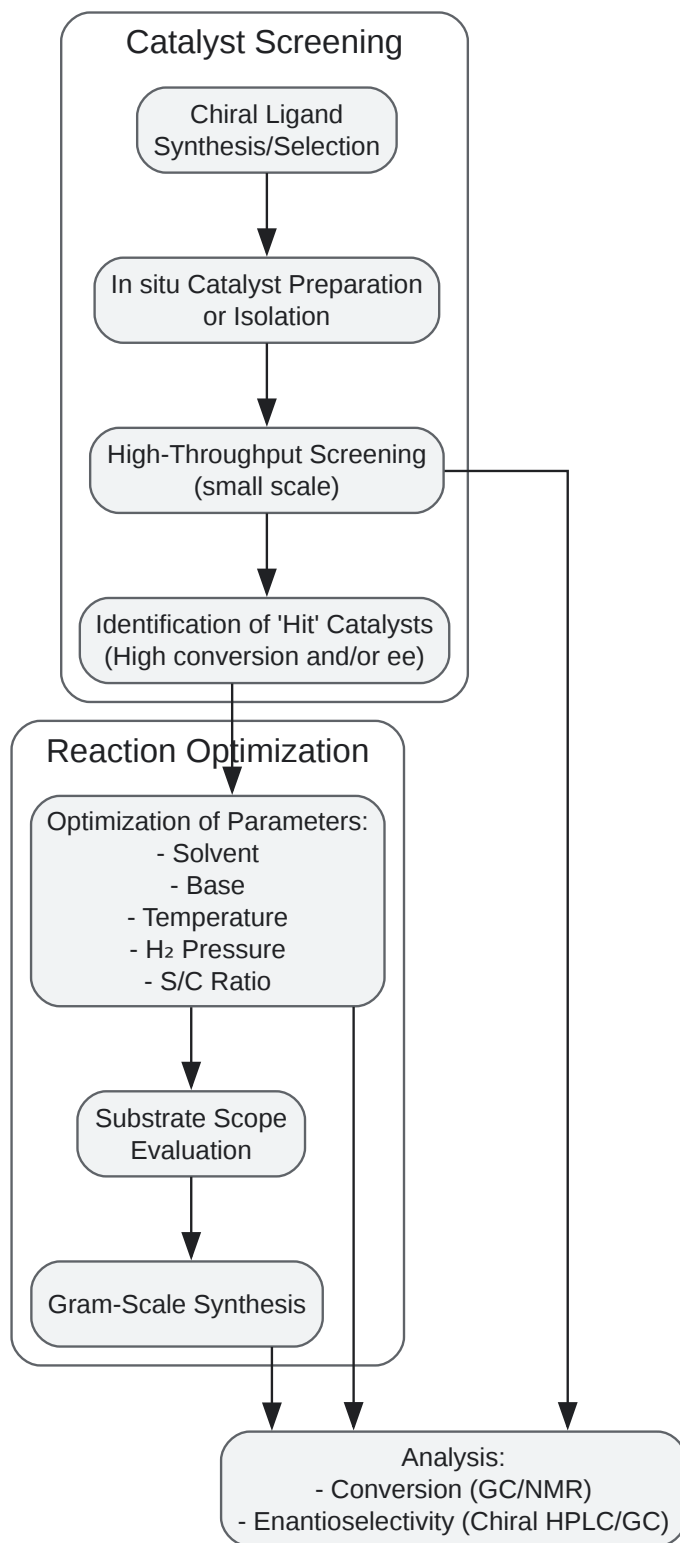 Catalyst Screening
Chiral Ligand
Synthesis/Selection
In situ Catalyst Preparation
or Isolation
High-Throughput Screening
(small scale)
Identification of 'Hit' Catalysts
(High conversion and/or ee)
Reaction Optimization
Optimization of Parameters:
- Solvent
- Base
- Temperature
- H₂ Pressure
- S/C Ratio
Substrate Scope
Evaluation
Gram-Scale Synthesis
Analysis:
- Conversion (GC/NMR)
- Enantioselectivity (Chiral HPLC/GC)